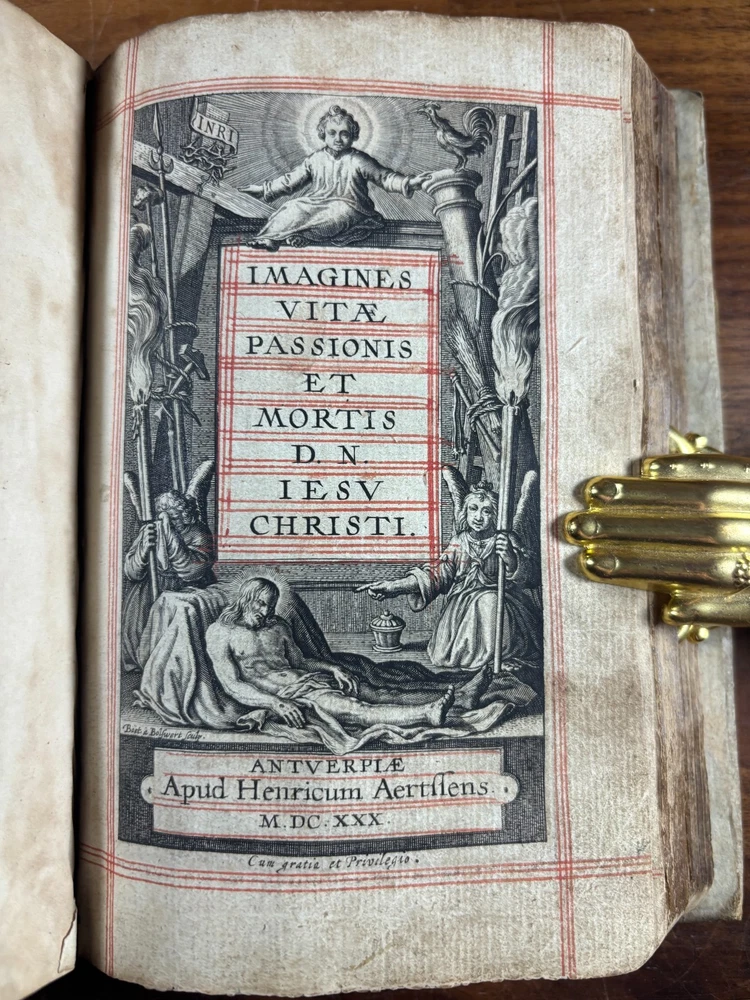 INRI
IMAGINES
VITÆ
PASSIONIS
ET
MORTIS
D. N.
IESV
CHRISTI.
Boët. à Bolswert sculp.
ANTVERPIÆ
Apud Henricum Aertssens.
M.DC.XXX.
Cum gratia et Privilegio.